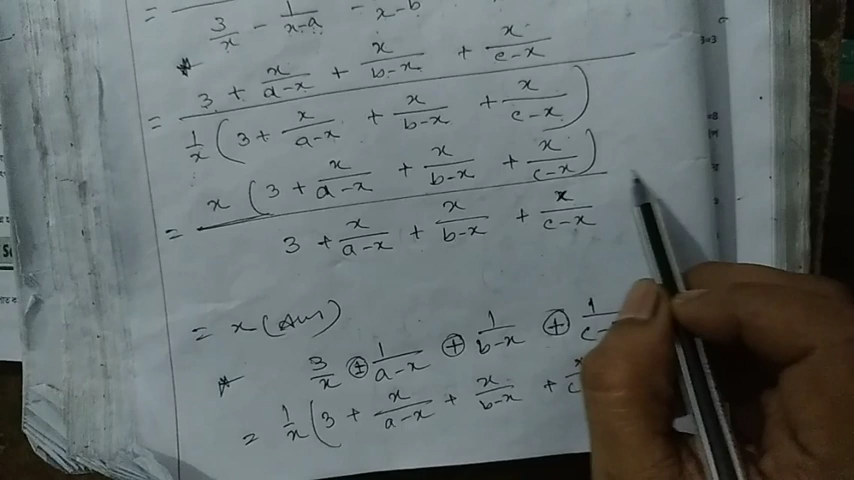 = 3/x - 1/(x-a) - x-b
* 3 + x/(a-x) + x/(b-x) + x/(c-x)
= 1/x (3 + x/(a-x) + x/(b-x) + x/(c-x))
x (3 + x/(a-x) + x/(b-x) + x/(c-x))
= 3 + x/(a-x) + x/(b-x) + x/(c-x)
= x (Ans)
* 3/x ⊕ 1/(a-x) ⊕ 1/(b-x) ⊕ 1/
= 1/x (3 + x/(a-x) + x/(b-x) +